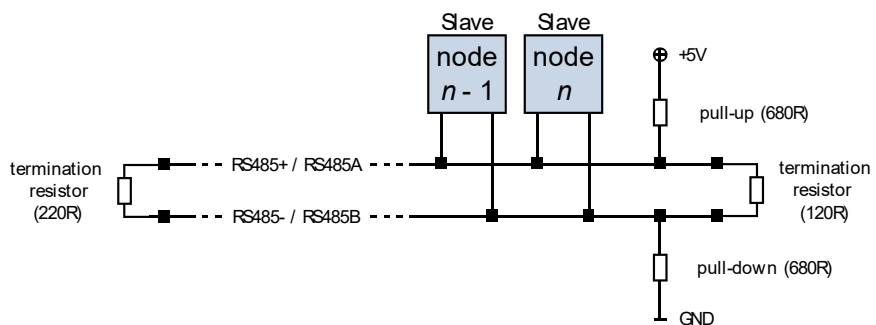 Slave
Slave
node
n - 1
node
n
+5V
pull-up (680R)
termination
resistor
(220R)
RS485+ / RS485A
RS485- / RS485B
termination
resistor
(120R)
pull-down (680R)
GND